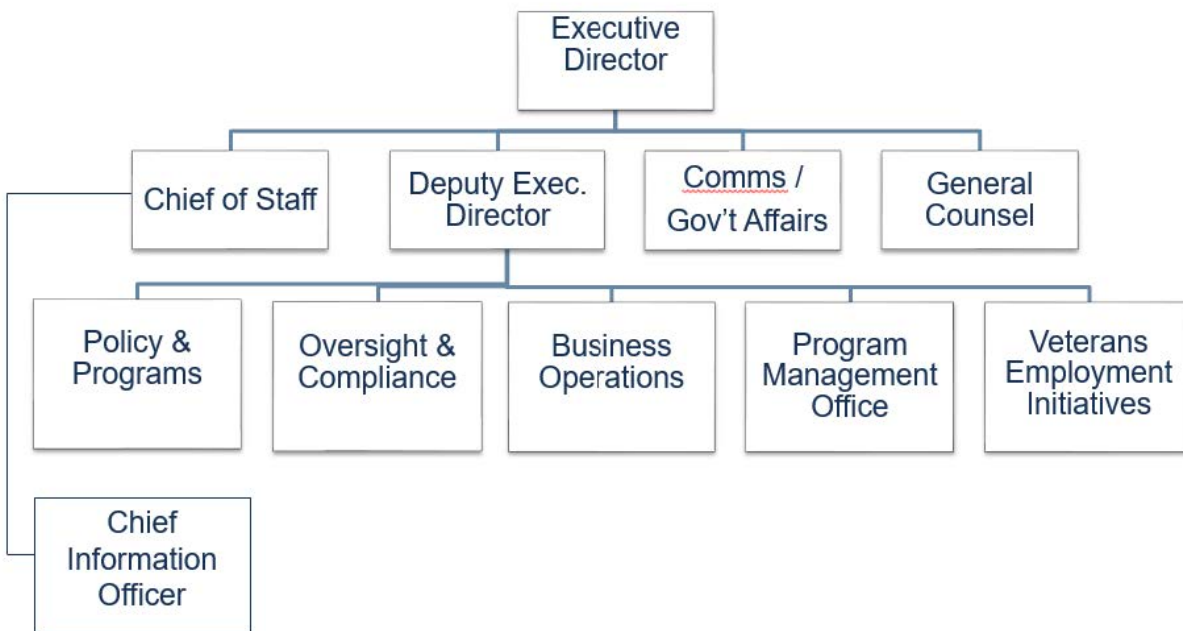 Executive
Director
Chief of Staff
Deputy Exec.
Director
Comms /
Gov't Affairs
General
Counsel
Policy &
Programs
Oversight &
Compliance
Business
Operations
Program
Management
Office
Veterans
Employment
Initiatives
Chief
Information
Officer